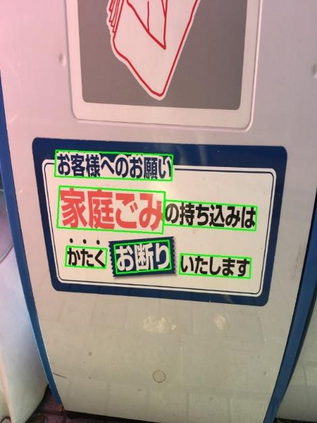 お客様へのお願い
家庭ごみの持ち込みは
かたくお断りいたします